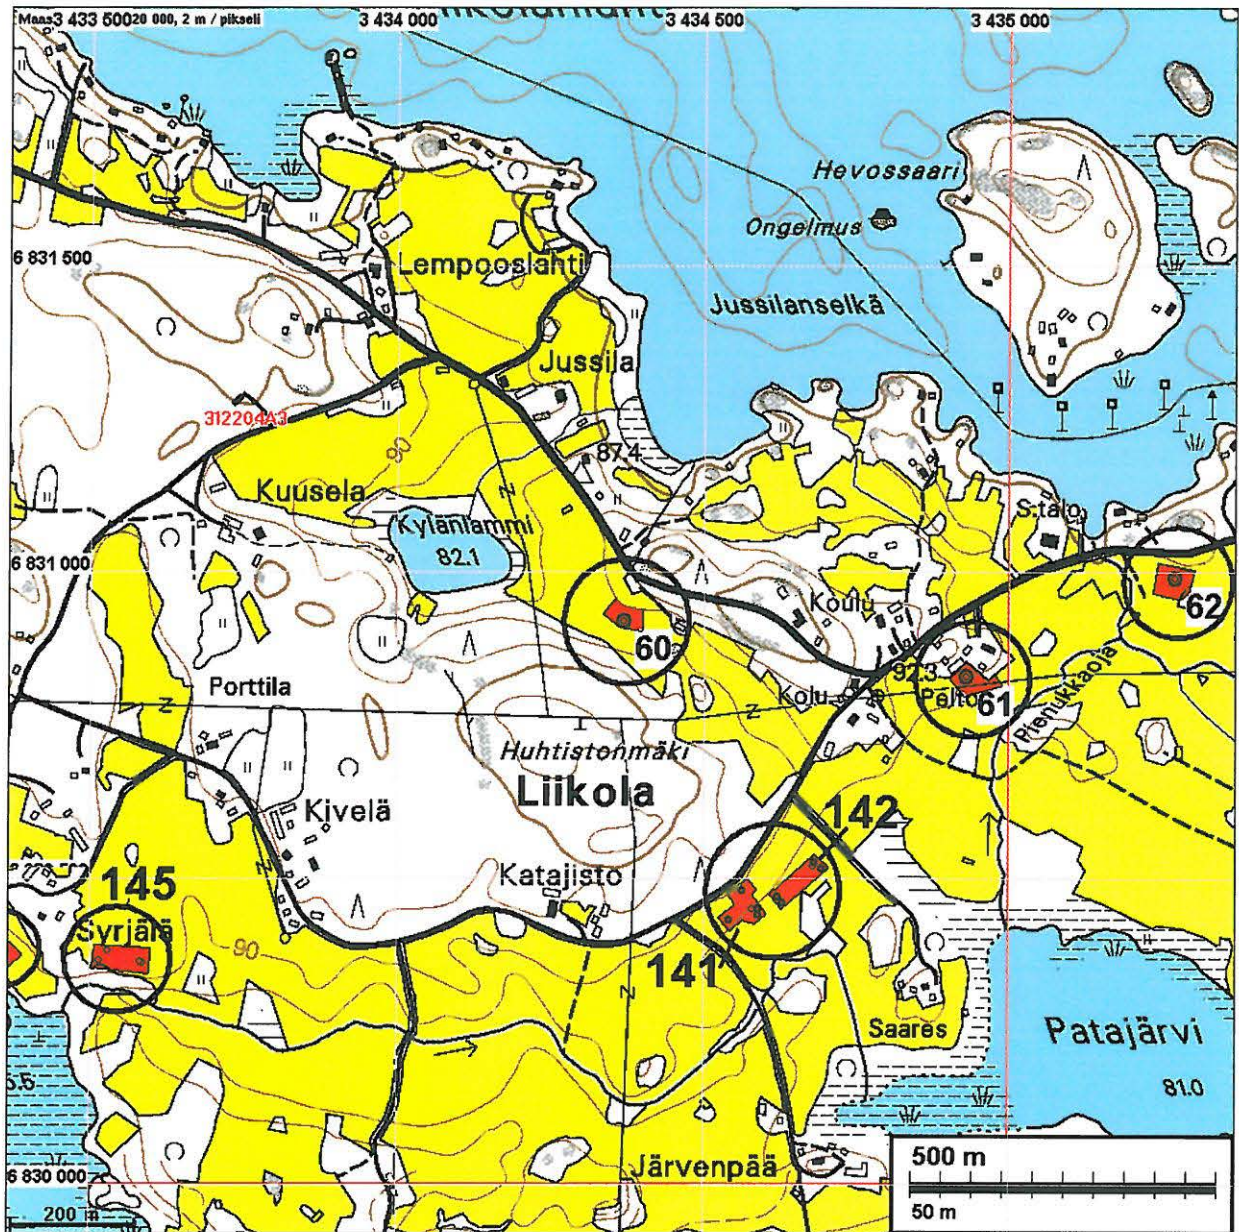 3 433 500
20 000, 2 m / pikseli
3 434 000
3 434 500
3 435 000
Hevossaari
Ongelmus
6 831 500
Lempooslahti
Jussilanselkä
Jussila
312204A3
90
87.4
Kuusela
Kylänlammi
82.1
S.talo
6 831 000
Koulu
62
60
92.3
Porttila
Kolu
Pelto
61
Pienukkaoja
Huhtistonmäki
Liikola
Kivelä
142
Katajisto
145
Syrjälä
90
141
Saares
Patajärvi
81.0
500 m
Järvenpää
6 830 000
50 m
200 m